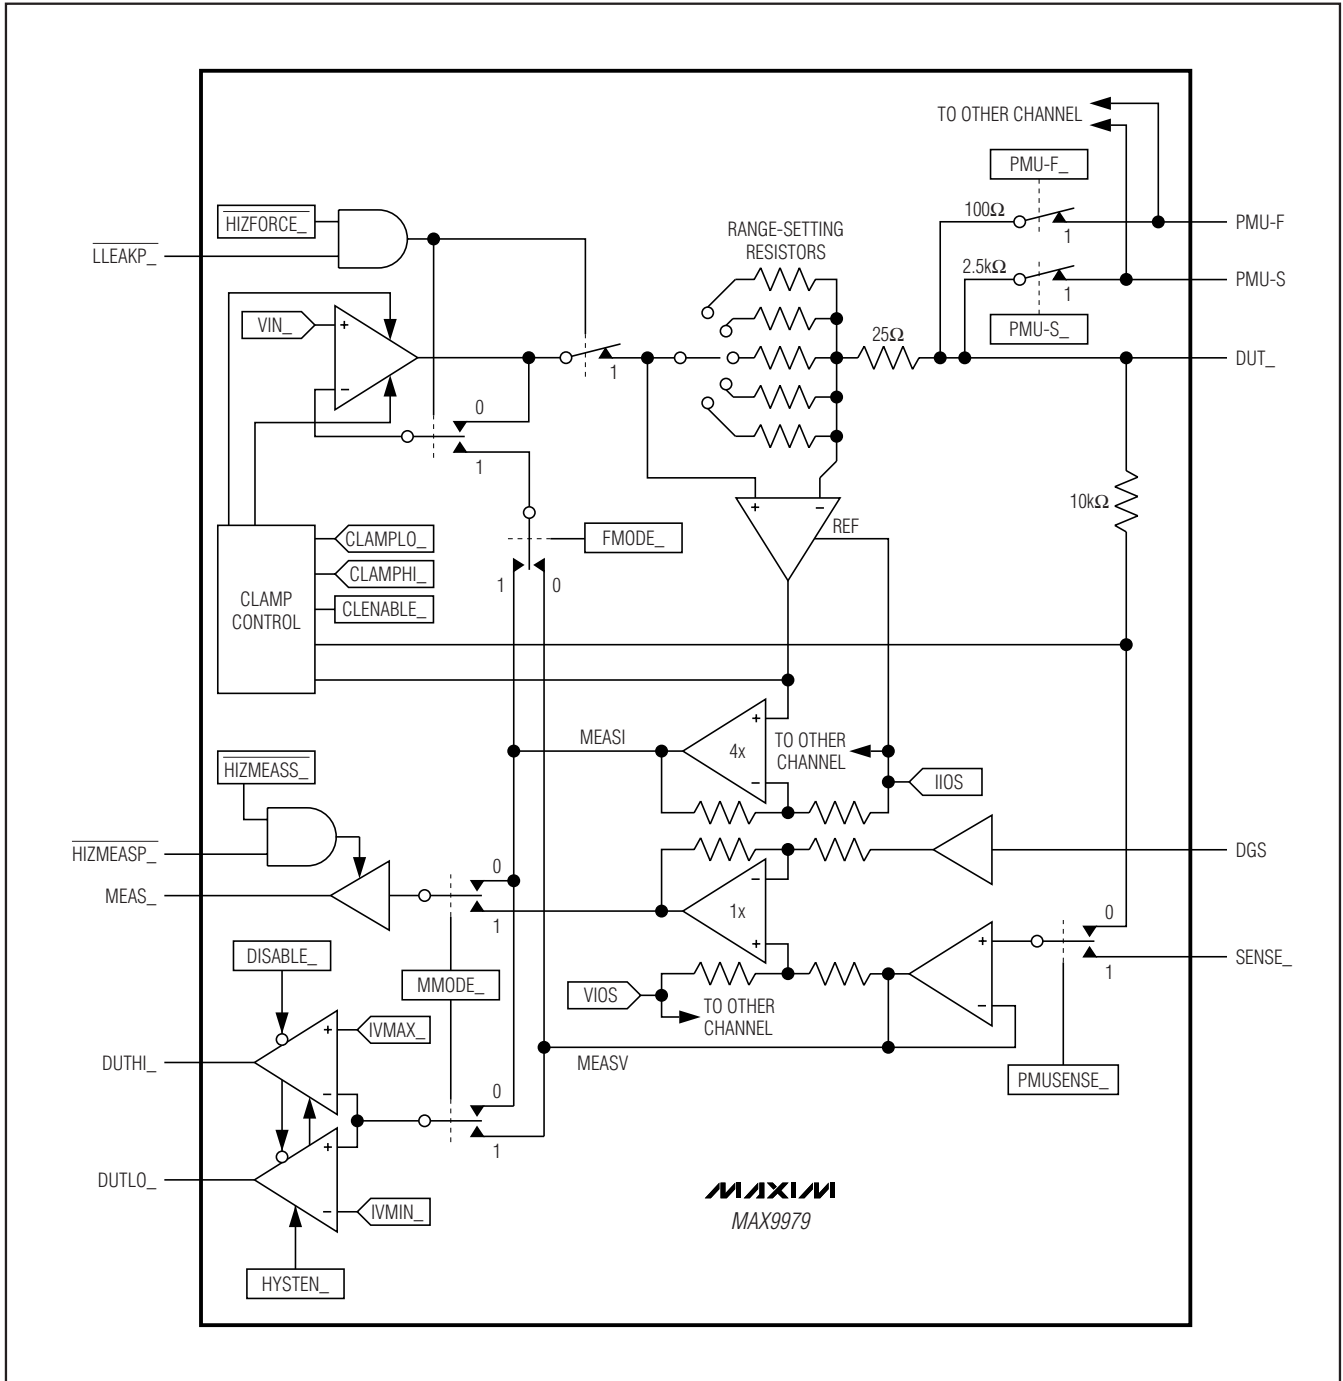 TO OTHER CHANNEL
PMU-F_
HIZFORCE_
100Ω
1
PMU-F
LLEAKP_
RANGE-SETTING
RESISTORS
2.5kΩ
1
PMU-S
VIN_
+
−
PMU-S_
25Ω
1
DUT_
0
1
+
−
REF
10kΩ
CLAMPLO_
CLAMPHI_
CLENABLE_
CLAMP
CONTROL
FMODE_
1
0
MEASI
+
4x
−
TO OTHER
CHANNEL
IIOS
HIZMEASS_
HIZMEASP_
DGS
MEAS_
0
1
−
1x
+
+
−
0
1
SENSE_
DISABLE_
MMODE_
VIOS
TO OTHER
CHANNEL
+
IVMAX_
DUTHI_
MEASV
PMUSENSE_
−
0
1
+
DUTLO_
−
IVMIN_
MAXIM
MAX9979
HYSTEN_